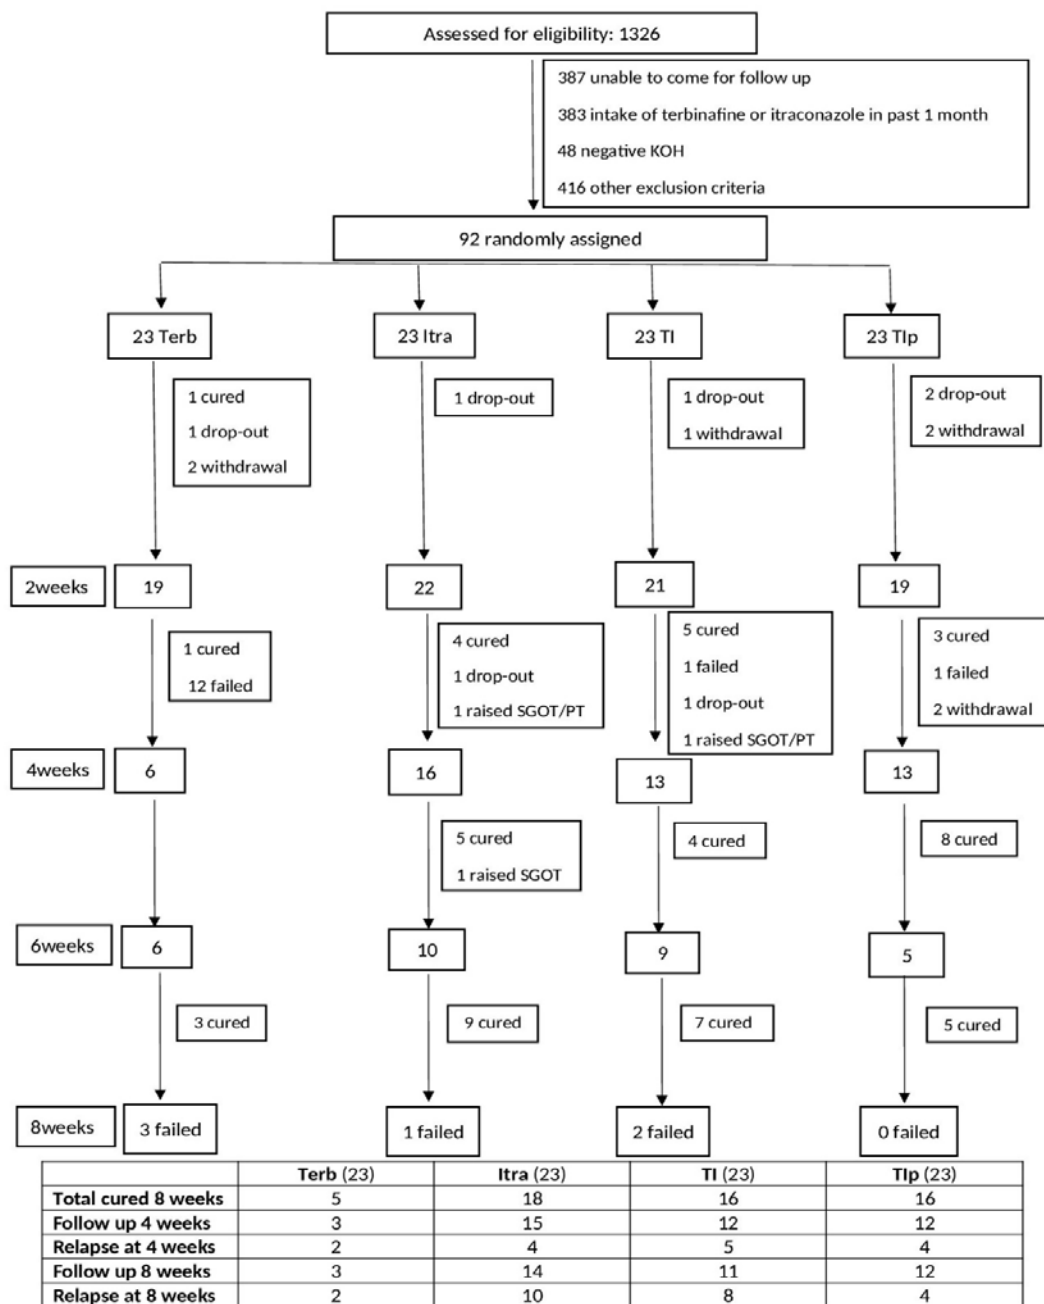 Assessed for eligibility: 1326
387 unable to come for follow up
383 intake of terbinafine or itraconazole in past 1 month
48 negative KOH
416 other exclusion criteria
92 randomly assigned
23 Terb
23 Itra
23 TI
23 TIp
1 cured
1 drop-out
2 withdrawal
1 drop-out
1 drop-out
1 withdrawal
2 drop-out
2 withdrawal
2weeks
19
22
21
19
1 cured
12 failed
4 cured
1 drop-out
1 raised SGOT/PT
5 cured
1 failed
1 drop-out
1 raised SGOT/PT
3 cured
1 failed
2 withdrawal
4weeks
6
16
13
13
5 cured
1 raised SGOT
4 cured
8 cured
6weeks
6
10
9
5
3 cured
9 cured
7 cured
5 cured
8weeks
3 failed
1 failed
2 failed
0 failed
Terb (23) Itra (23) TI (23) TIp (23)
Total cured 8 weeks 5 18 16 16
Follow up 4 weeks 3 15 12 12
Relapse at 4 weeks 2 4 5 4
Follow up 8 weeks 3 14 11 12
Relapse at 8 weeks 2 10 8 4